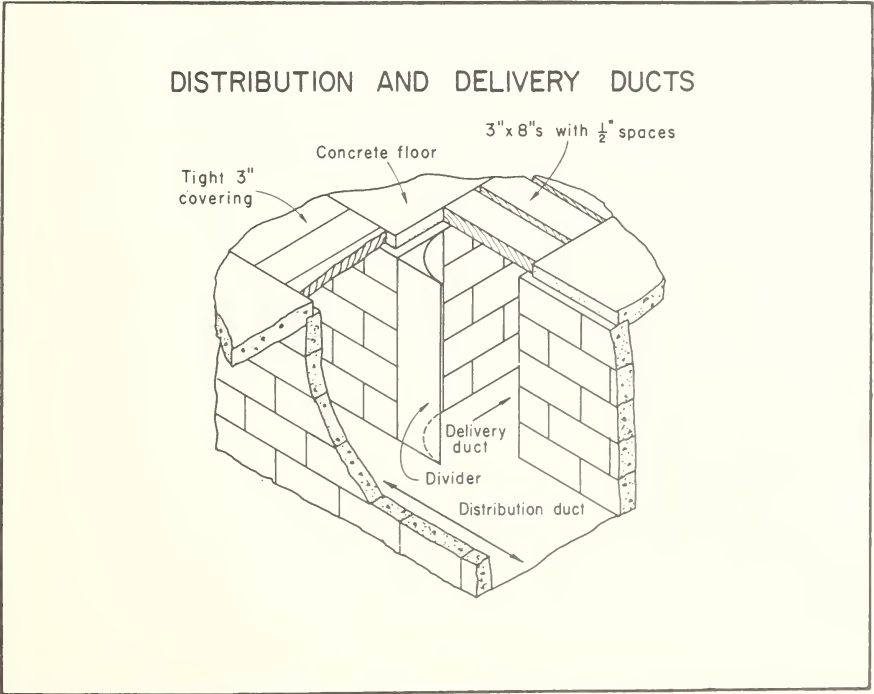 DISTRIBUTION AND DELIVERY DUCTS
3"x8"s with ½" spaces
Concrete floor
Tight 3"
covering
Delivery
duct
Divider
Distribution duct